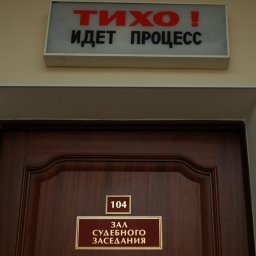 ТИХО!
ИДЕТ ПРОЦЕСС
104
ЗАЛ
СУДЕБНОГО
ЗАСЕДАНИЯ